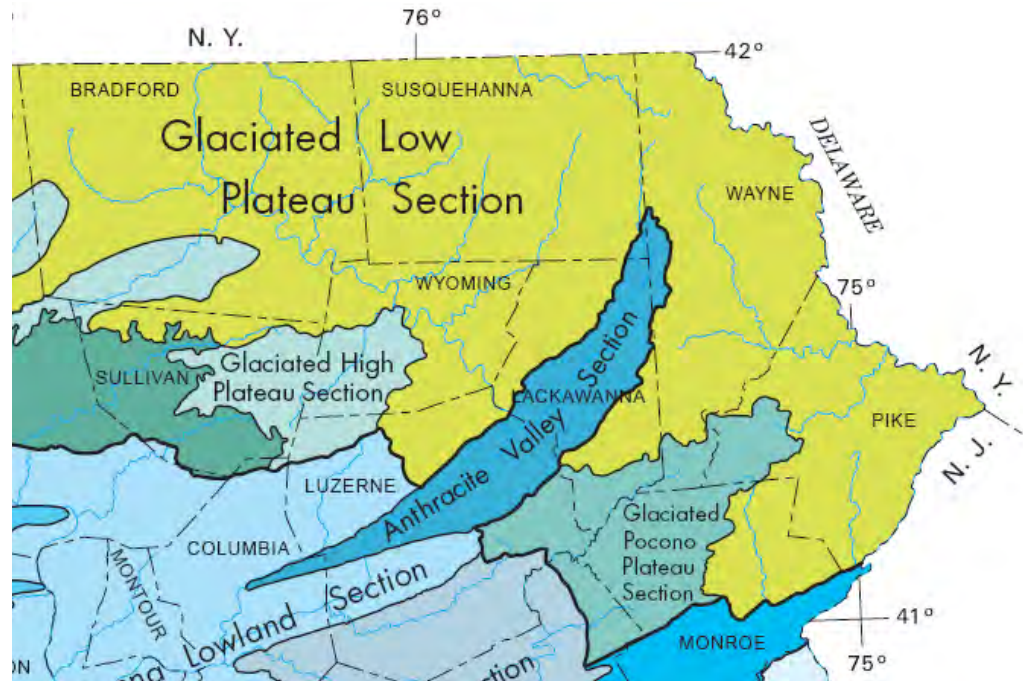 76°
N. Y.
42°
BRADFORD
SUSQUEHANNA
Glaciated Low
Plateau Section
DELAWARE
WAYNE
WYOMING
75°
Glaciated High
Plateau Section
SULLIVAN
Anthracite Valley Section
LACKAWANNA
N. Y.
N. J.
PIKE
LUZERNE
Glaciated
Pocono
Plateau
Section
COLUMBIA
MONTOUR
Lowland Section
41°
MONROE
75°